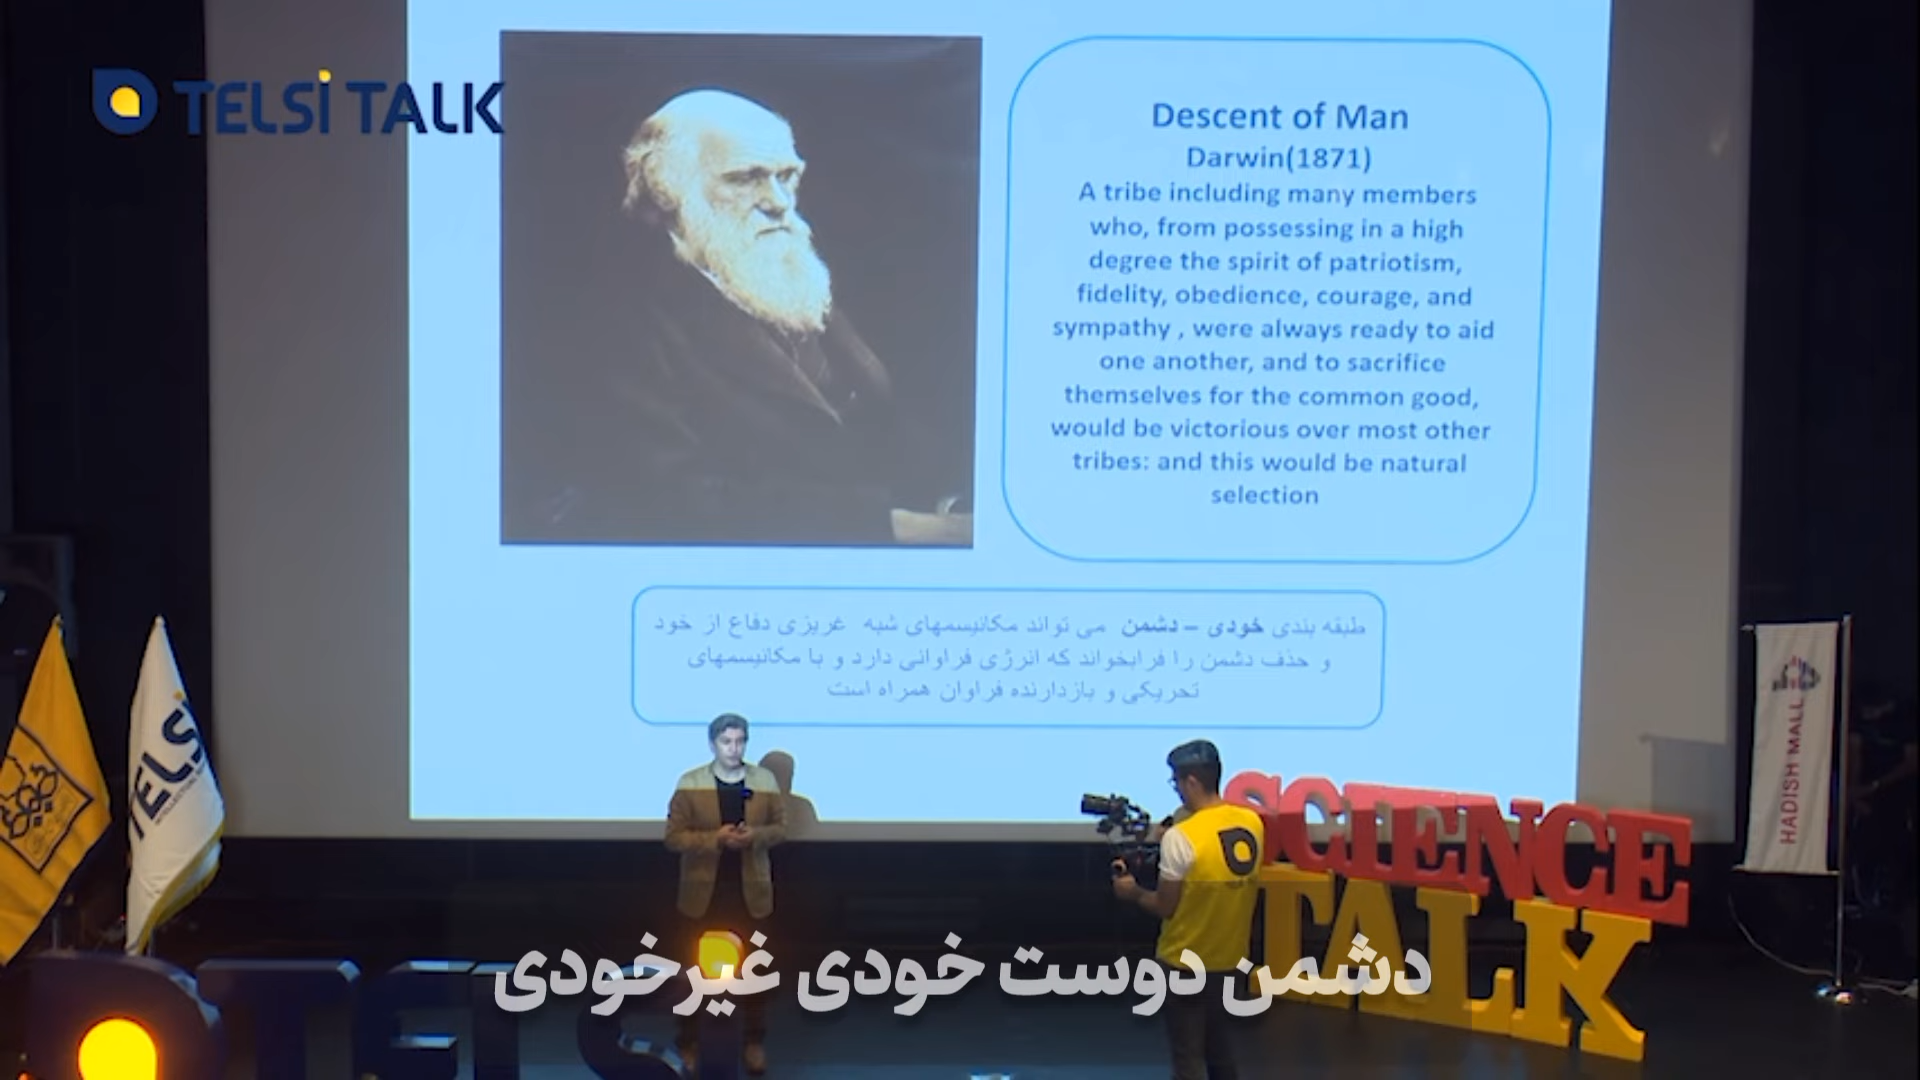 TELSI TALK
Descent of Man
Darwin(1871)
A tribe including many members
who, from possessing in a high
degree the spirit of patriotism,
fidelity, obedience, courage, and
sympathy , were always ready to aid
one another, and to sacrifice
themselves for the common good,
would be victorious over most other
tribes: and this would be natural
selection
طبقه بندی خودی – دشمن می تواند مکانیسمهای شبه غریزی دفاع از خود
و حذف دشمن را فرابخواند که انرژی فراوانی دارد و با مکانیسمهای
تحریکی و بازدارنده فراوان همراه است
TELSI
HADISH MALL
SCIENCE
TALK
دشمن دوست خودی غیرخودی
TELSI